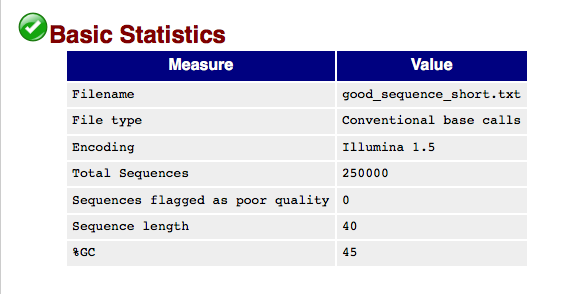 Basic Statistics
Measure Value
Filename good_sequence_short.txt
File type Conventional base calls
Encoding Illumina 1.5
Total Sequences 250000
Sequences flagged as poor quality 0
Sequence length 40
%GC 45